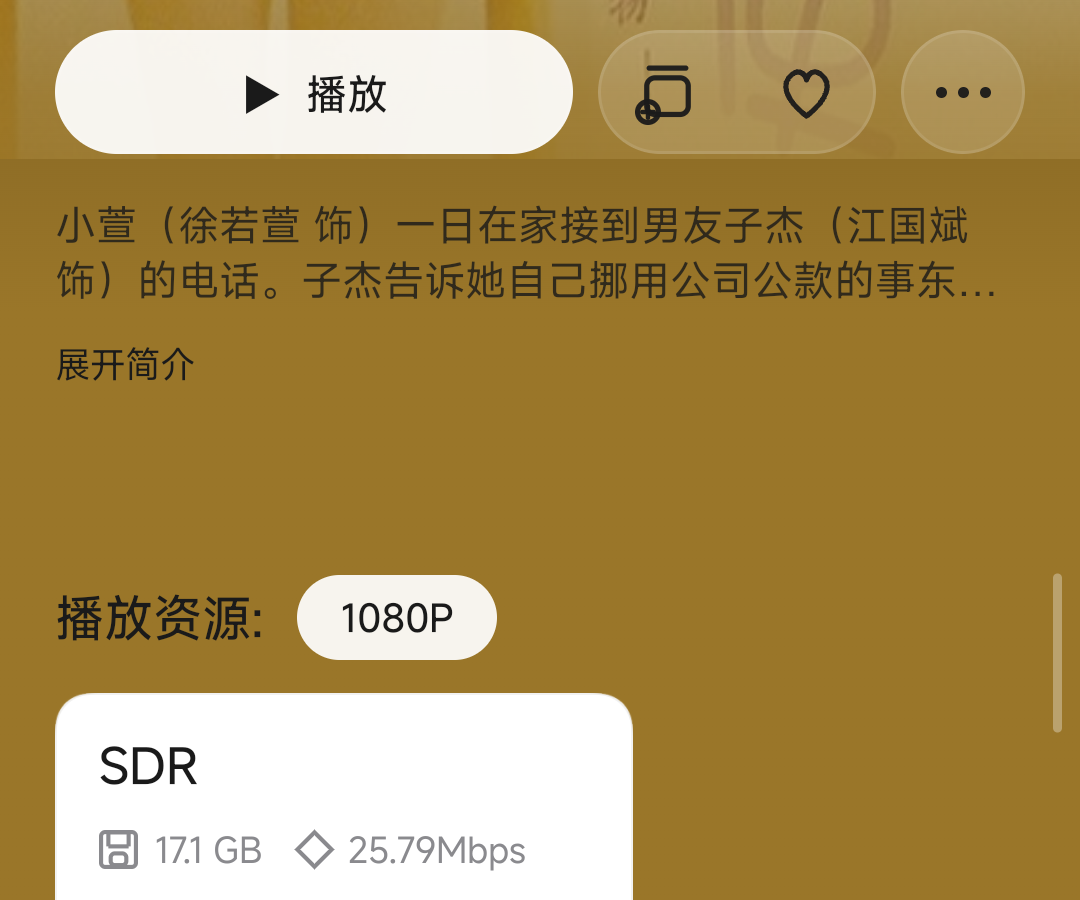 播放
小萱（徐若萱 饰）一日在家接到男友子杰（江国斌
饰）的电话。子杰告诉她自己挪用公司公款的事东…
展开简介
播放资源:
1080P
SDR
17.1 GB
25.79Mbps